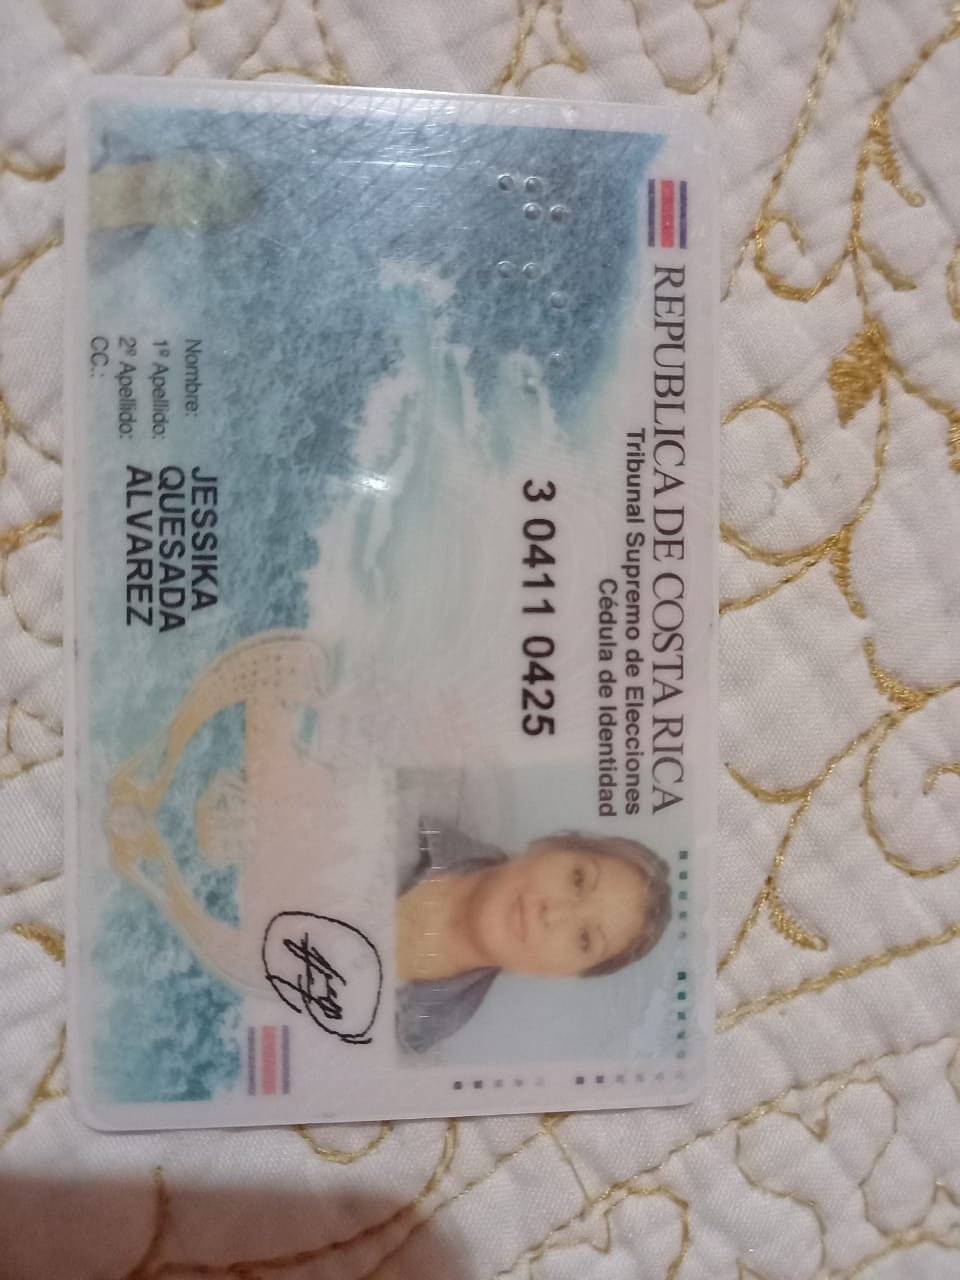 REPUBLICA DE COSTA RICA
Tribunal Supremo de Elecciones
Cédula de Identidad
3 0411 0425
Nombre: JESSIKA
1º Apellido: QUESADA
2º Apellido: ALVAREZ
CC.: